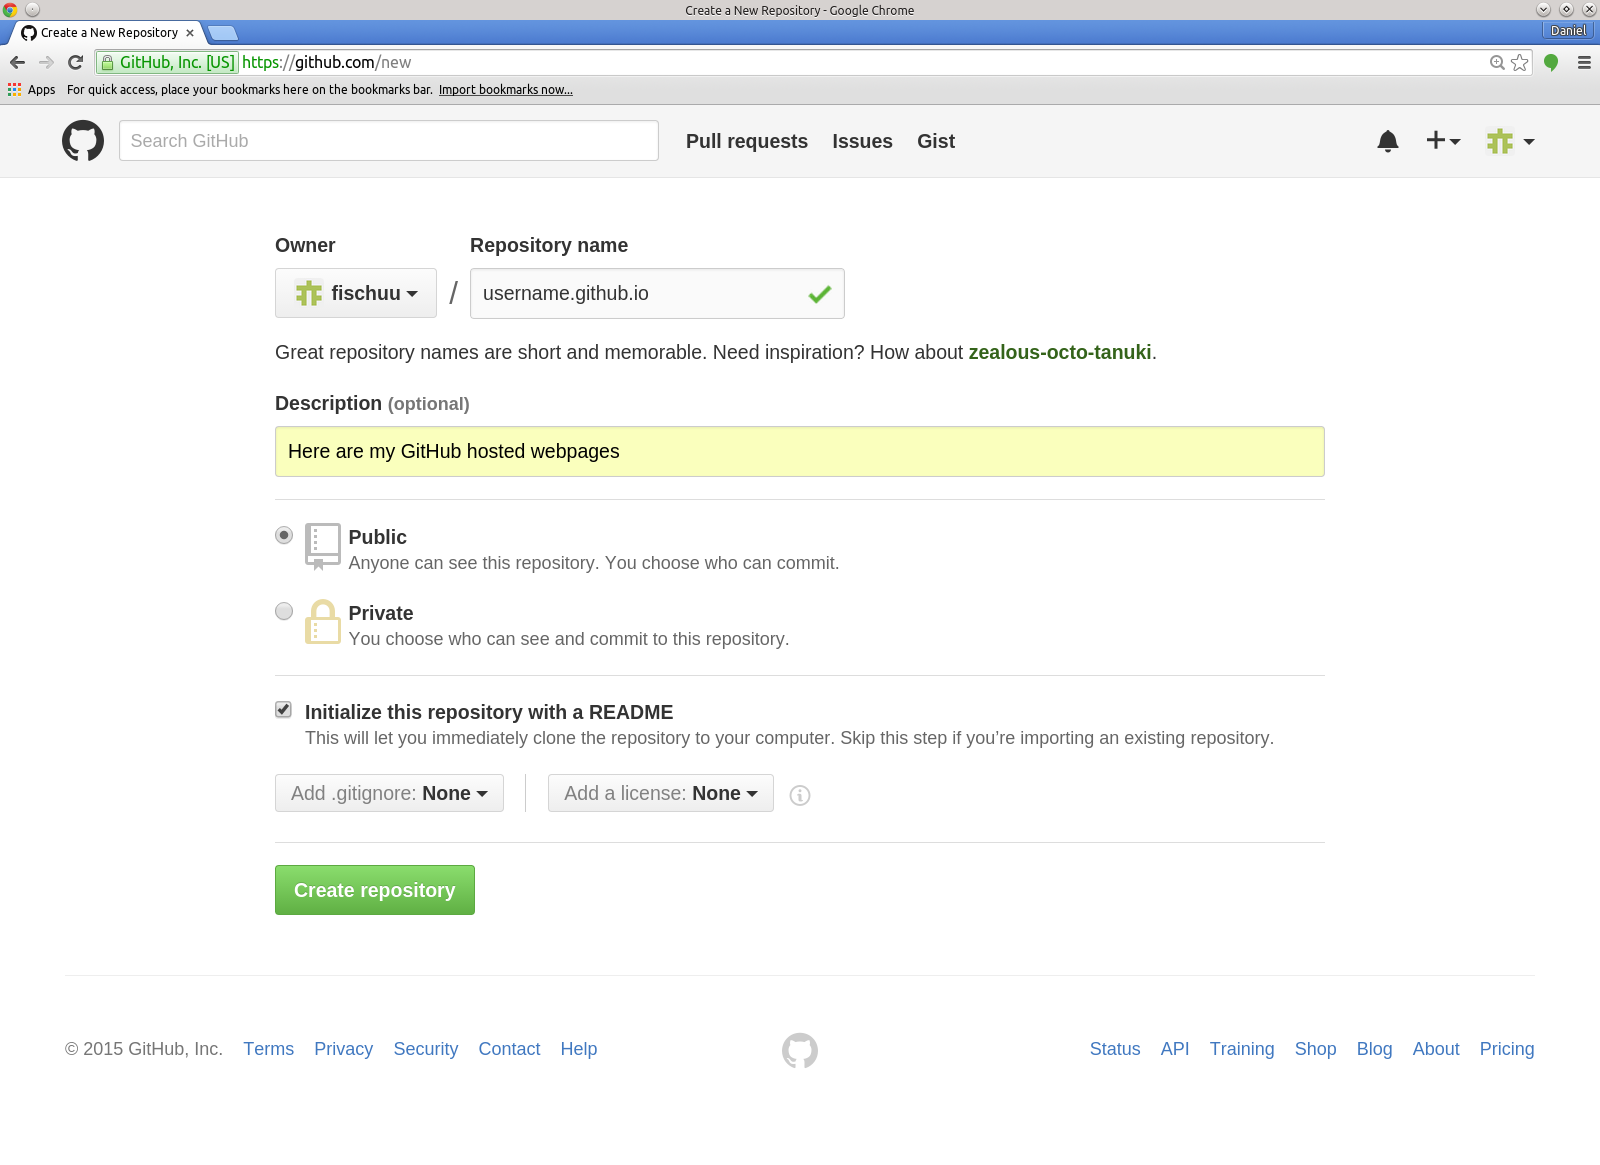 Create a New Repository - Google Chrome
Create a New Repository
Daniel
GitHub, Inc. [US] https://github.com/new
Apps For quick access, place your bookmarks here on the bookmarks bar. Import bookmarks now...
Search GitHub Pull requests Issues Gist
Owner Repository name
fischuu / username.github.io
Great repository names are short and memorable. Need inspiration? How about zealous-octo-tanuki.
Description (optional)
Here are my GitHub hosted webpages
Public
Anyone can see this repository. You choose who can commit.
Private
You choose who can see and commit to this repository.
Initialize this repository with a README
This will let you immediately clone the repository to your computer. Skip this step if you’re importing an existing repository.
Add .gitignore: None Add a license: None
Create repository
© 2015 GitHub, Inc. Terms Privacy Security Contact Help Status API Training Shop Blog About Pricing